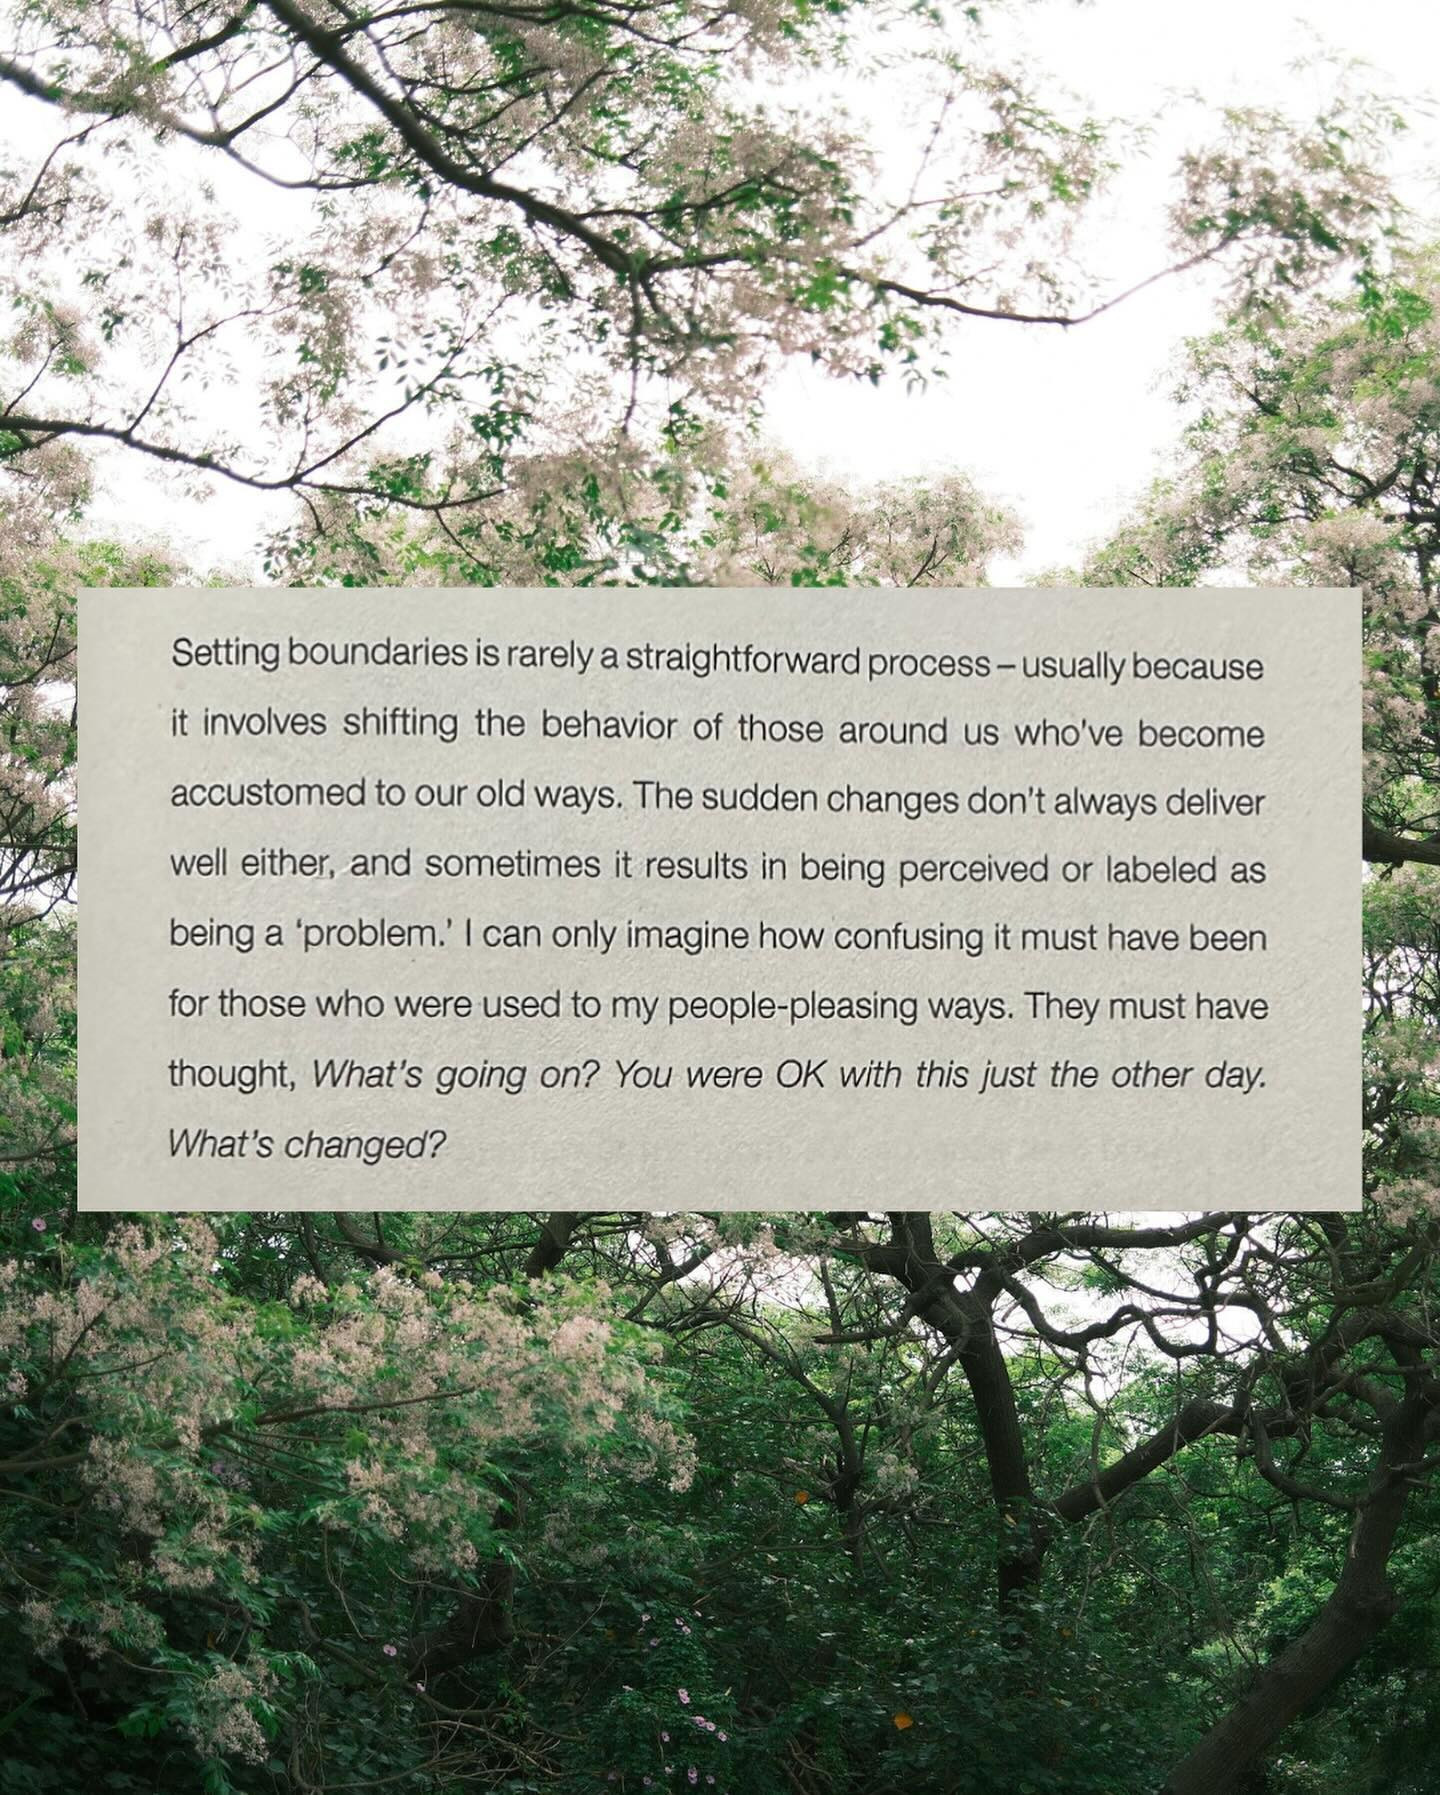 Setting boundaries is rarely a straightforward process – usually because
it involves shifting the behavior of those around us who've become
accustomed to our old ways. The sudden changes don't always deliver
well either, and sometimes it results in being perceived or labeled as
being a ‘problem.’ I can only imagine how confusing it must have been
for those who were used to my people-pleasing ways. They must have
thought, What's going on? You were OK with this just the other day.
What's changed?